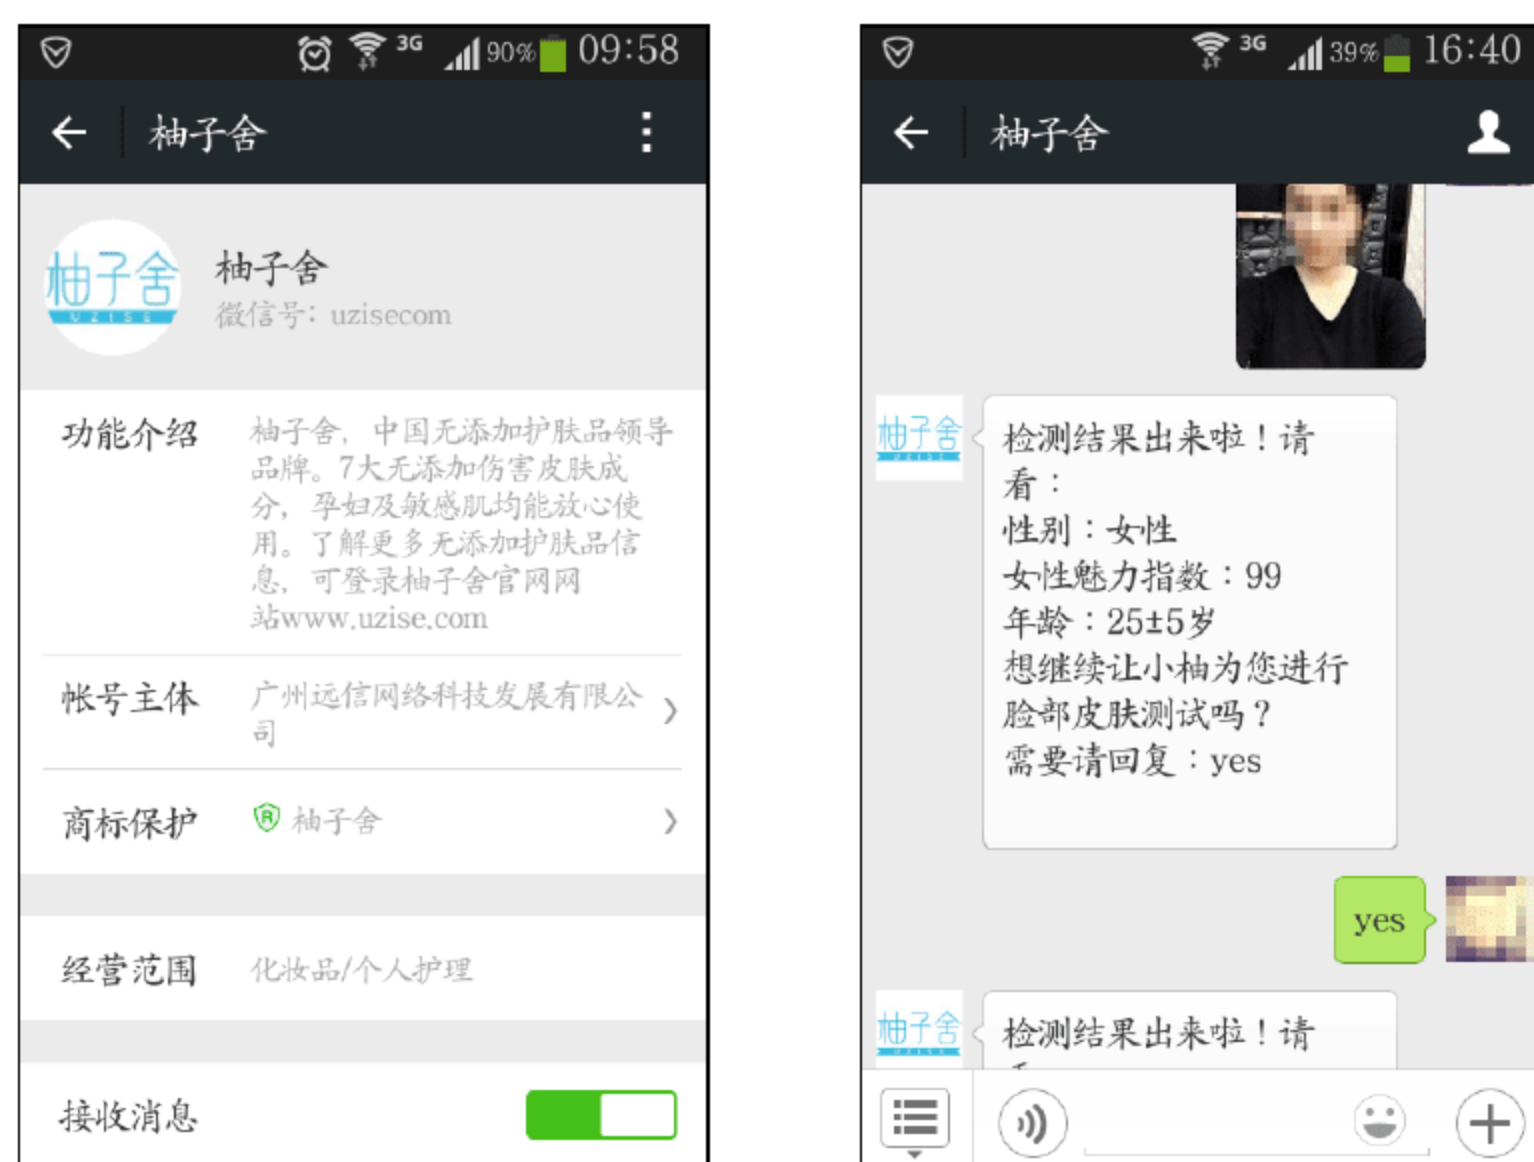 3G 90% 09:58
柚子舍
柚子舍
UZISE
柚子舍
微信号：uzisecom
功能介绍
柚子舍，中国无添加护肤品领导
品牌。7大无添加伤害皮肤成
分，孕妇及敏感肌均能放心使
用。了解更多无添加护肤品信
息，可登录柚子舍官网网
站www.uzise.com
帐号主体
广州远信网络科技发展有限公
司
商标保护
柚子舍
经营范围
化妆品/个人护理
接收消息
3G 39% 16:40
柚子舍
柚子舍
UZISE
检测结果出来啦！请
看：
性别：女性
女性魅力指数：99
年龄：25±5岁
想继续让小柚为您进行
脸部皮肤测试吗？
需要请回复：yes
yes
柚子舍
UZISE
检测结果出来啦！请